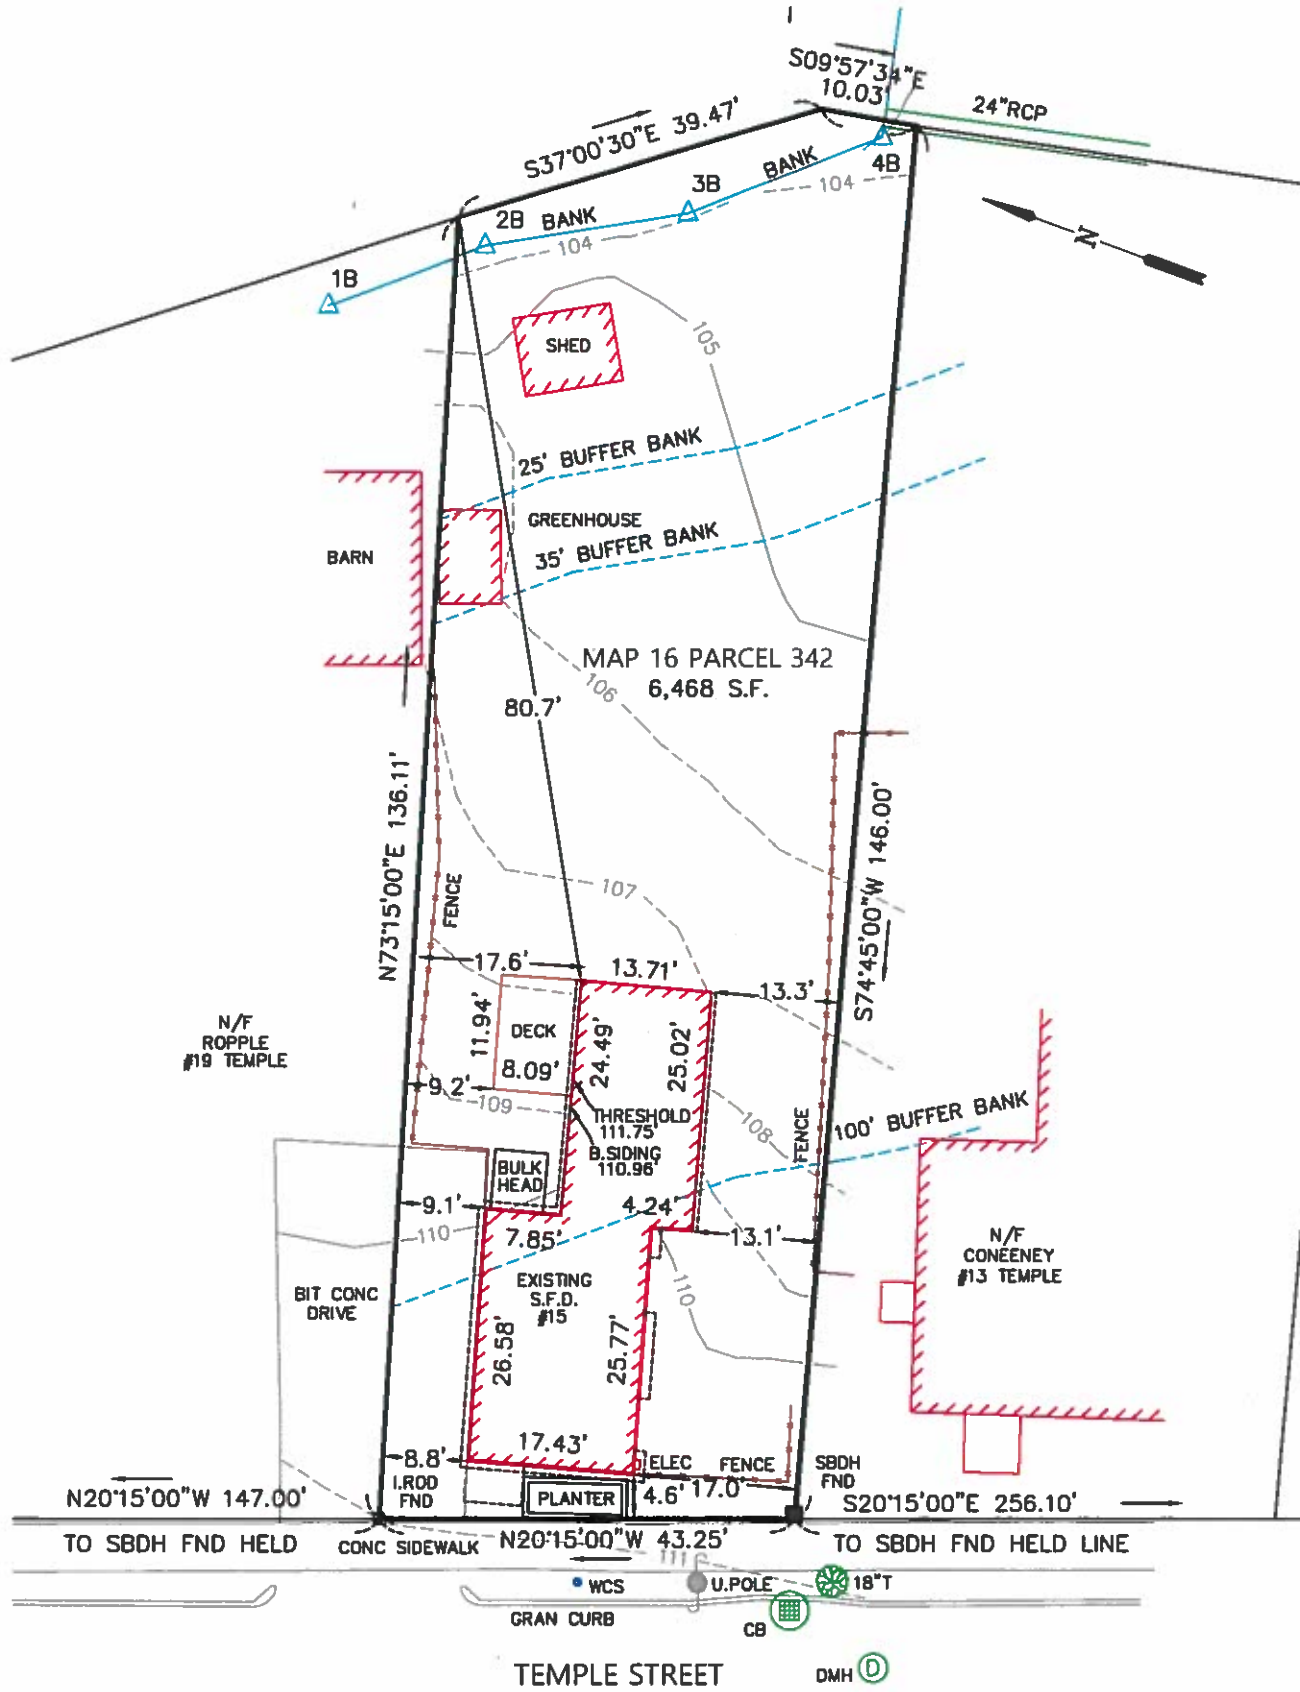 S09°57'34"E
10.03'
24"RCP
S37°00'30"E 39.47'
BANK
4B
3B
104
2B BANK
104
1B
N
SHED
105
25' BUFFER BANK
GREENHOUSE
35' BUFFER BANK
BARN
MAP 16 PARCEL 342
6,468 S.F.
106
80.7'
N73°15'00"E 136.11'
S74°45'00"W 146.00'
FENCE
107
17.6'
13.71'
13.3'
11.94'
DECK
8.09'
24.49'
25.02'
N/F
ROPPLE
#19 TEMPLE
9.2'
109
THRESHOLD
111.75'
B.SIDING
110.96'
108
FENCE
100' BUFFER BANK
BULK
HEAD
9.1'
4.24'
110
7.85'
13.1'
N/F
CONEENEY
#13 TEMPLE
BIT CONC
DRIVE
EXISTING
S.F.D.
#15
110
26.58'
25.77'
17.43'
8.8'
ELEC
FENCE
SBDH
FND
I.ROD
FND
PLANTER
4.6'
17.0'
N20°15'00"W 147.00'
S20°15'00"E 256.10'
TO SBDH FND HELD
CONC SIDEWALK
N20°15'00"W 43.25'
TO SBDH FND HELD LINE
111
WCS
U.POLE
18"T
GRAN CURB
CB
TEMPLE STREET
DMH
D